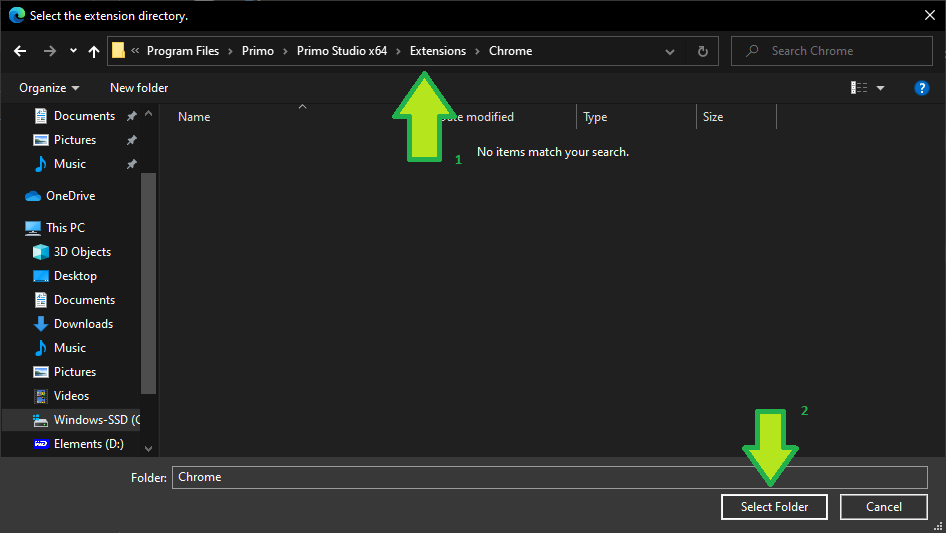 Select the extension directory.
« Program Files › Primo › Primo Studio x64 › Extensions › Chrome
Search Chrome
Organize
New folder
Name
Date modified
Type
Size
No items match your search.
1
Documents
Pictures
Music
OneDrive
This PC
3D Objects
Desktop
Documents
Downloads
Music
Pictures
Videos
Windows-SSD (C
Elements (D:)
2
Folder:
Chrome
Select Folder
Cancel